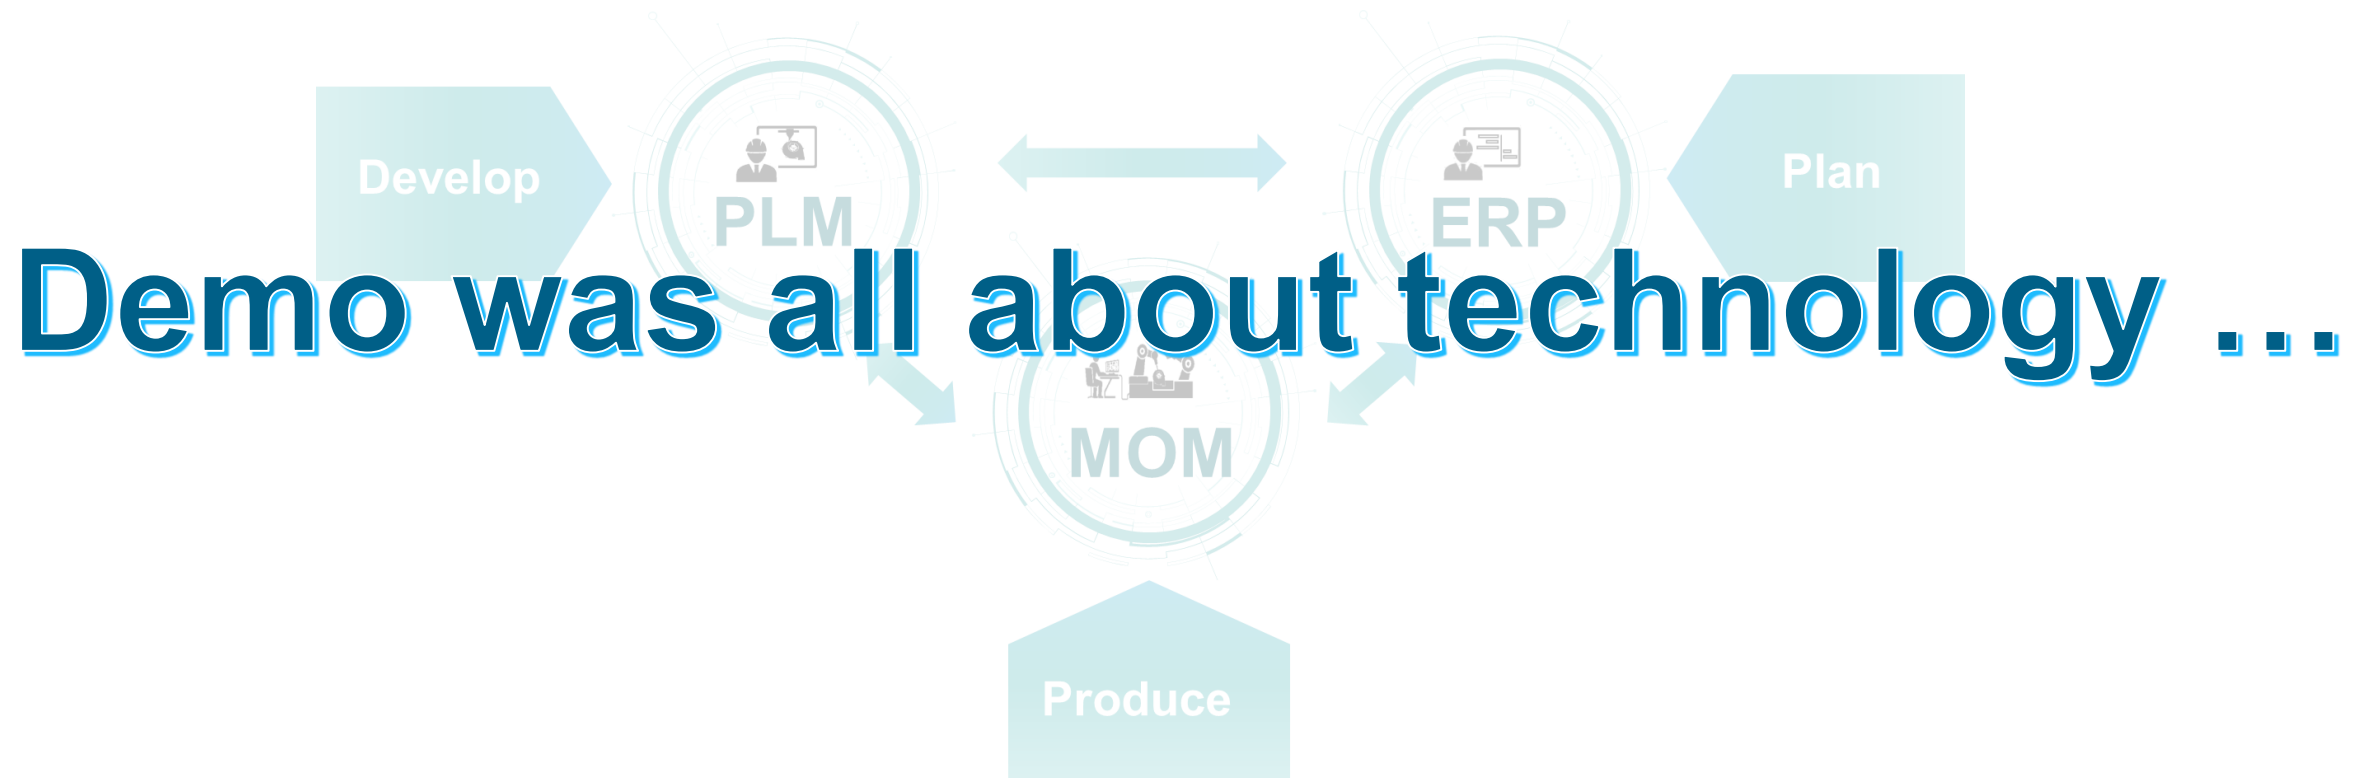 Develop
PLM
ERP
Plan
Demo was all about technology ...
MOM
Produce